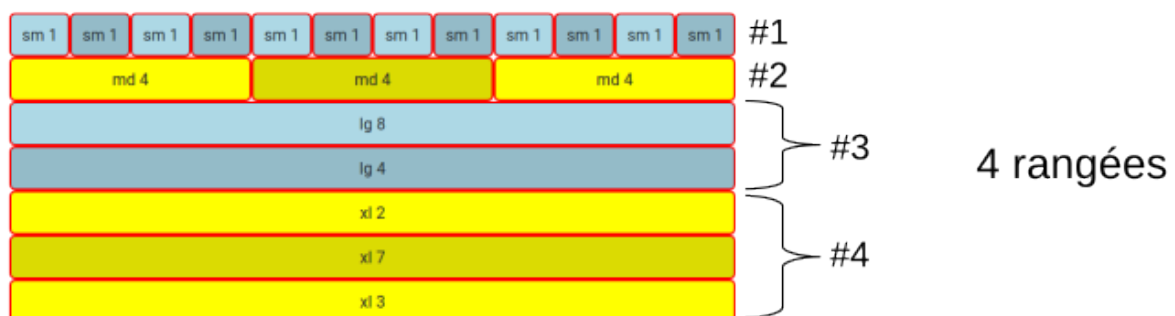 sm 1 sm 1 sm 1 sm 1 sm 1 sm 1 sm 1 sm 1 sm 1 sm 1 sm 1 sm 1 #1
md 4 md 4 md 4 #2
lg 8
#3
lg 4
4 rangées
xl 2
xl 7
#4
xl 3